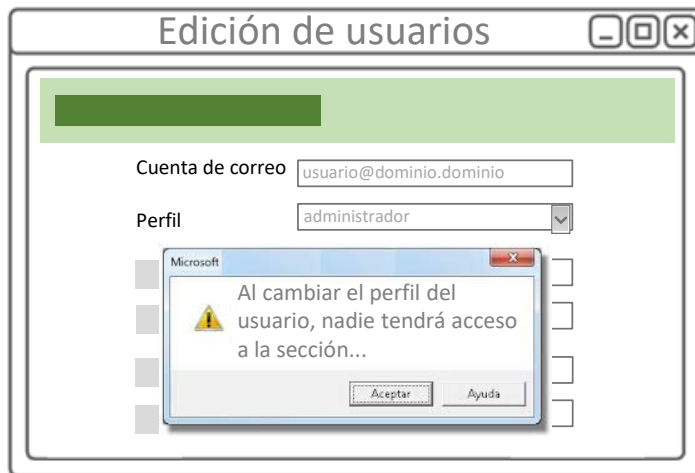 Edición de usuarios
Cuenta de correo usuario@dominio.dominio
Perfil administrador
Microsoft
Al cambiar el perfil del
usuario, nadie tendrá acceso
a la sección...
Aceptar Ayuda